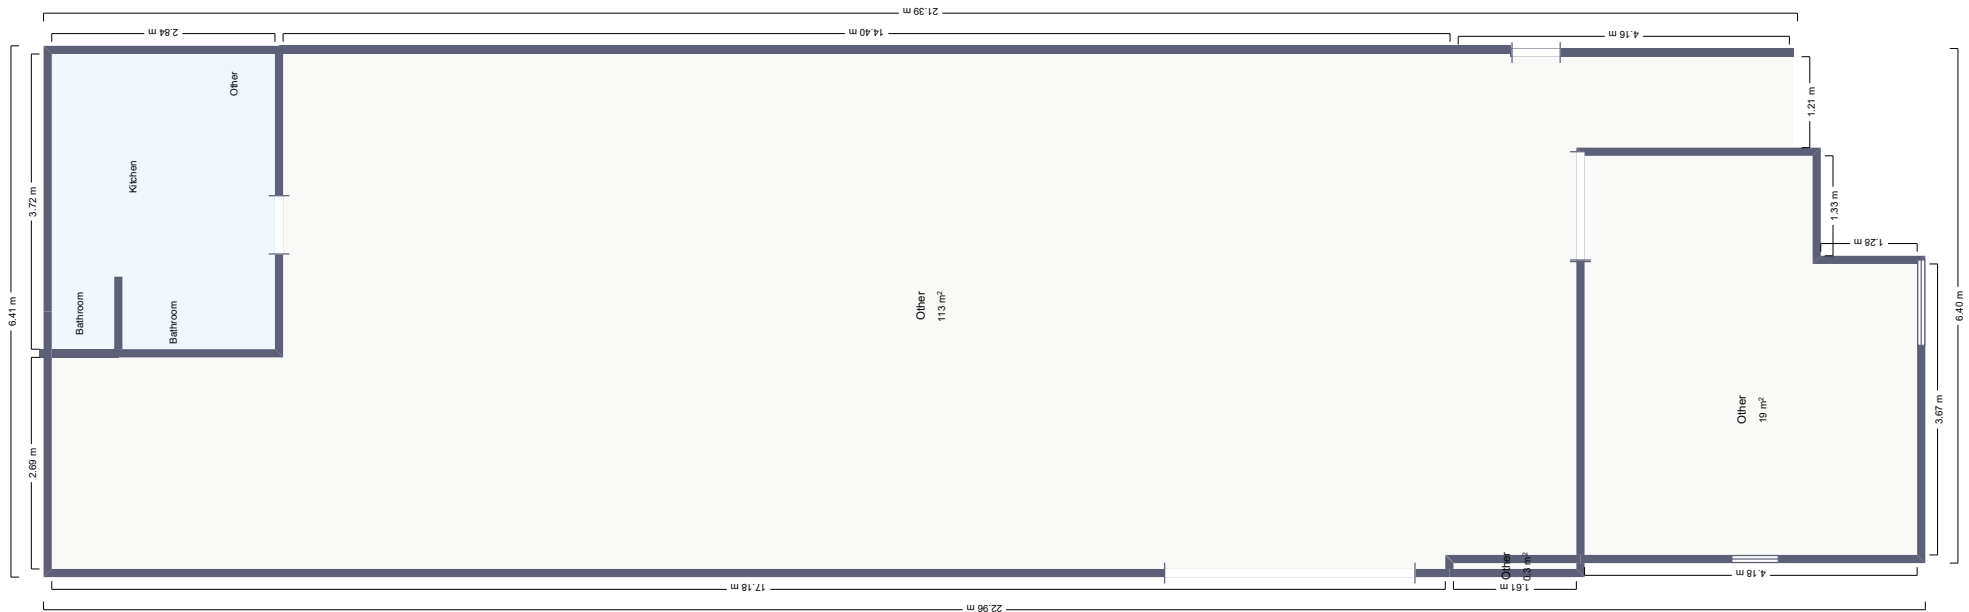 21.39 m
2.84 m
14.40 m
4.16 m
Other
1.21 m
Kitchen
3.72 m
1.33 m
1.28 m
Bathroom
Bathroom
6.41 m
Other
113 m²
6.40 m
Other
19 m²
3.67 m
2.69 m
Other
0.3 m²
17.18 m
1.61 m
4.18 m
22.96 m